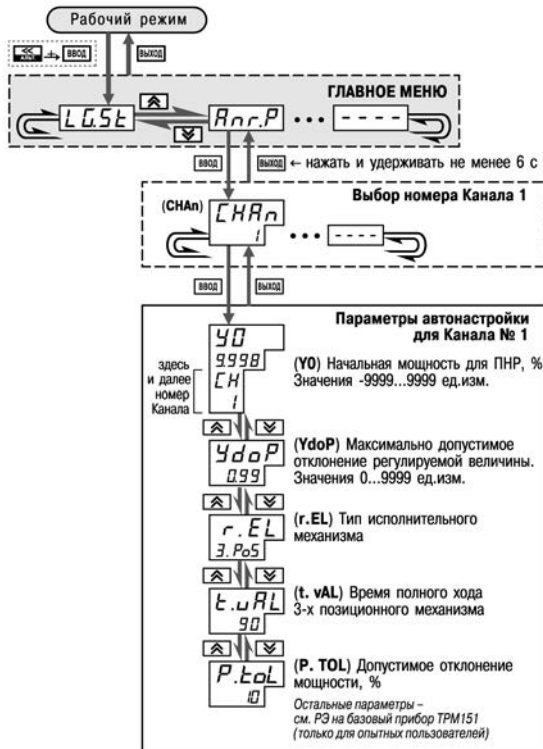 Рабочий режим
АЛЬТ ВВОД ВЫХОД
ГЛАВНОЕ МЕНЮ
LG.St Anr.P ••• ----
ВВОД ВЫХОД ← нажать и удерживать не менее 6 с
Выбор номера Канала 1
(CHAn) CHAn
1 ••• ----
ВВОД ВЫХОД
Параметры автонастройки
для Канала № 1
Y0
9.998
здесь
и далее
номер
Канала
CH
1
(Y0) Начальная мощность для ПНР, %
Значения -9999...9999 ед.изм.
YdoP
0.99
(YdoP) Максимально допустимое
отклонение регулируемой величины.
Значения 0...9999 ед.изм.
r.EL
3.PoS
(r.EL) Тип исполнительного
механизма
t.vAL
90
(t. vAL) Время полного хода
3-х позиционного механизма
P.toL
10
(P. TOL) Допустимое отклонение
мощности, %
Остальные параметры –
см. РЭ на базовый прибор ТРМ151
(только для опытных пользователей)